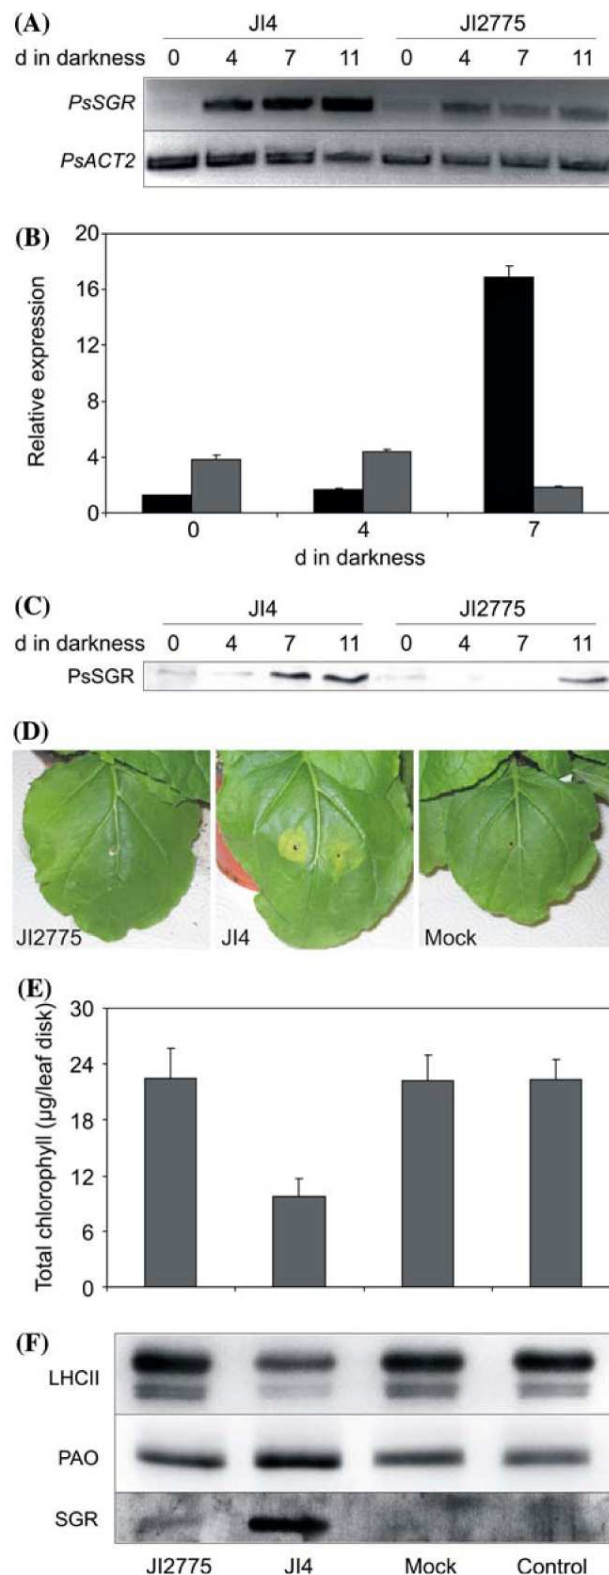 (A)
JI4 JI2775
d in darkness 0 4 7 11 0 4 7 11
PsSGR
PsACT2
(B)
20
16
12
8
4
0
Relative expression
0 4 7
d in darkness
(C)
JI4 JI2775
d in darkness 0 4 7 11 0 4 7 11
PsSGR
(D)
JI2775 JI4 Mock
(E)
30
24
18
12
6
0
Total chlorophyll (µg/leaf disk)
(F)
LHCII
PAO
SGR
JI2775 JI4 Mock Control